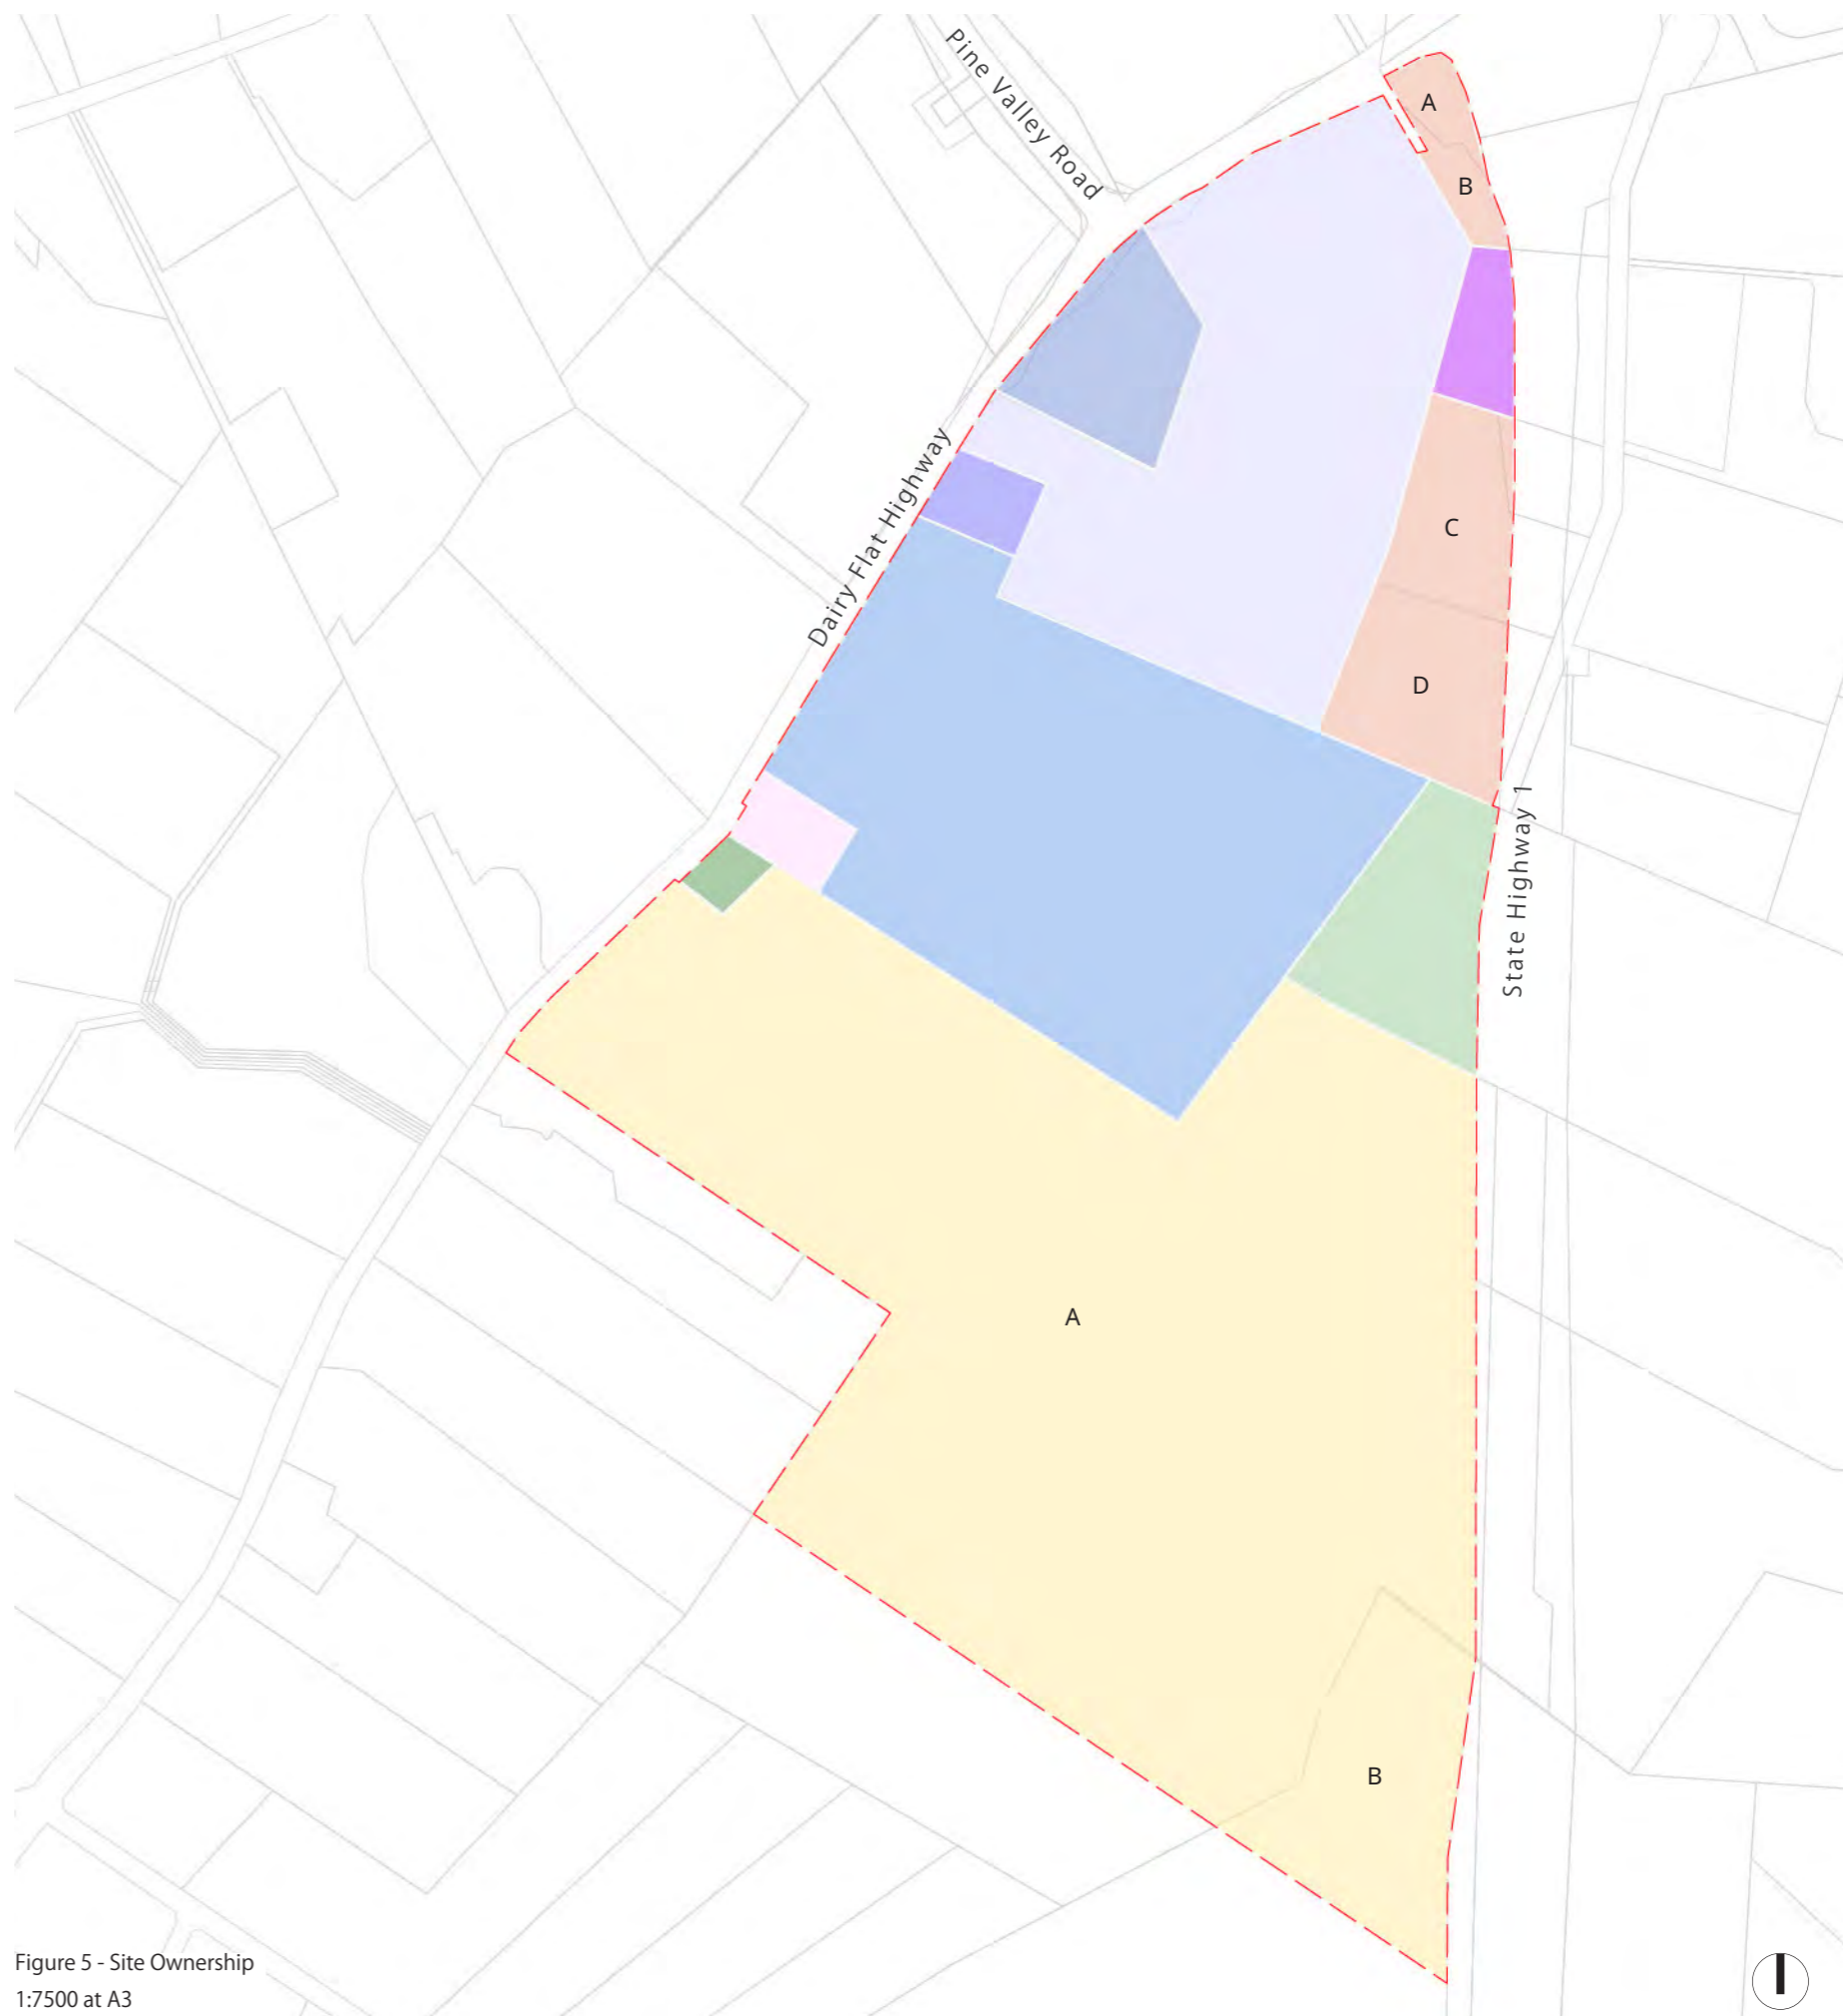 Pine Valley Road
A
B
Dairy Flat Highway
C
D
State Highway 1
A
B
Figure 5 - Site Ownership
1:7500 at A3